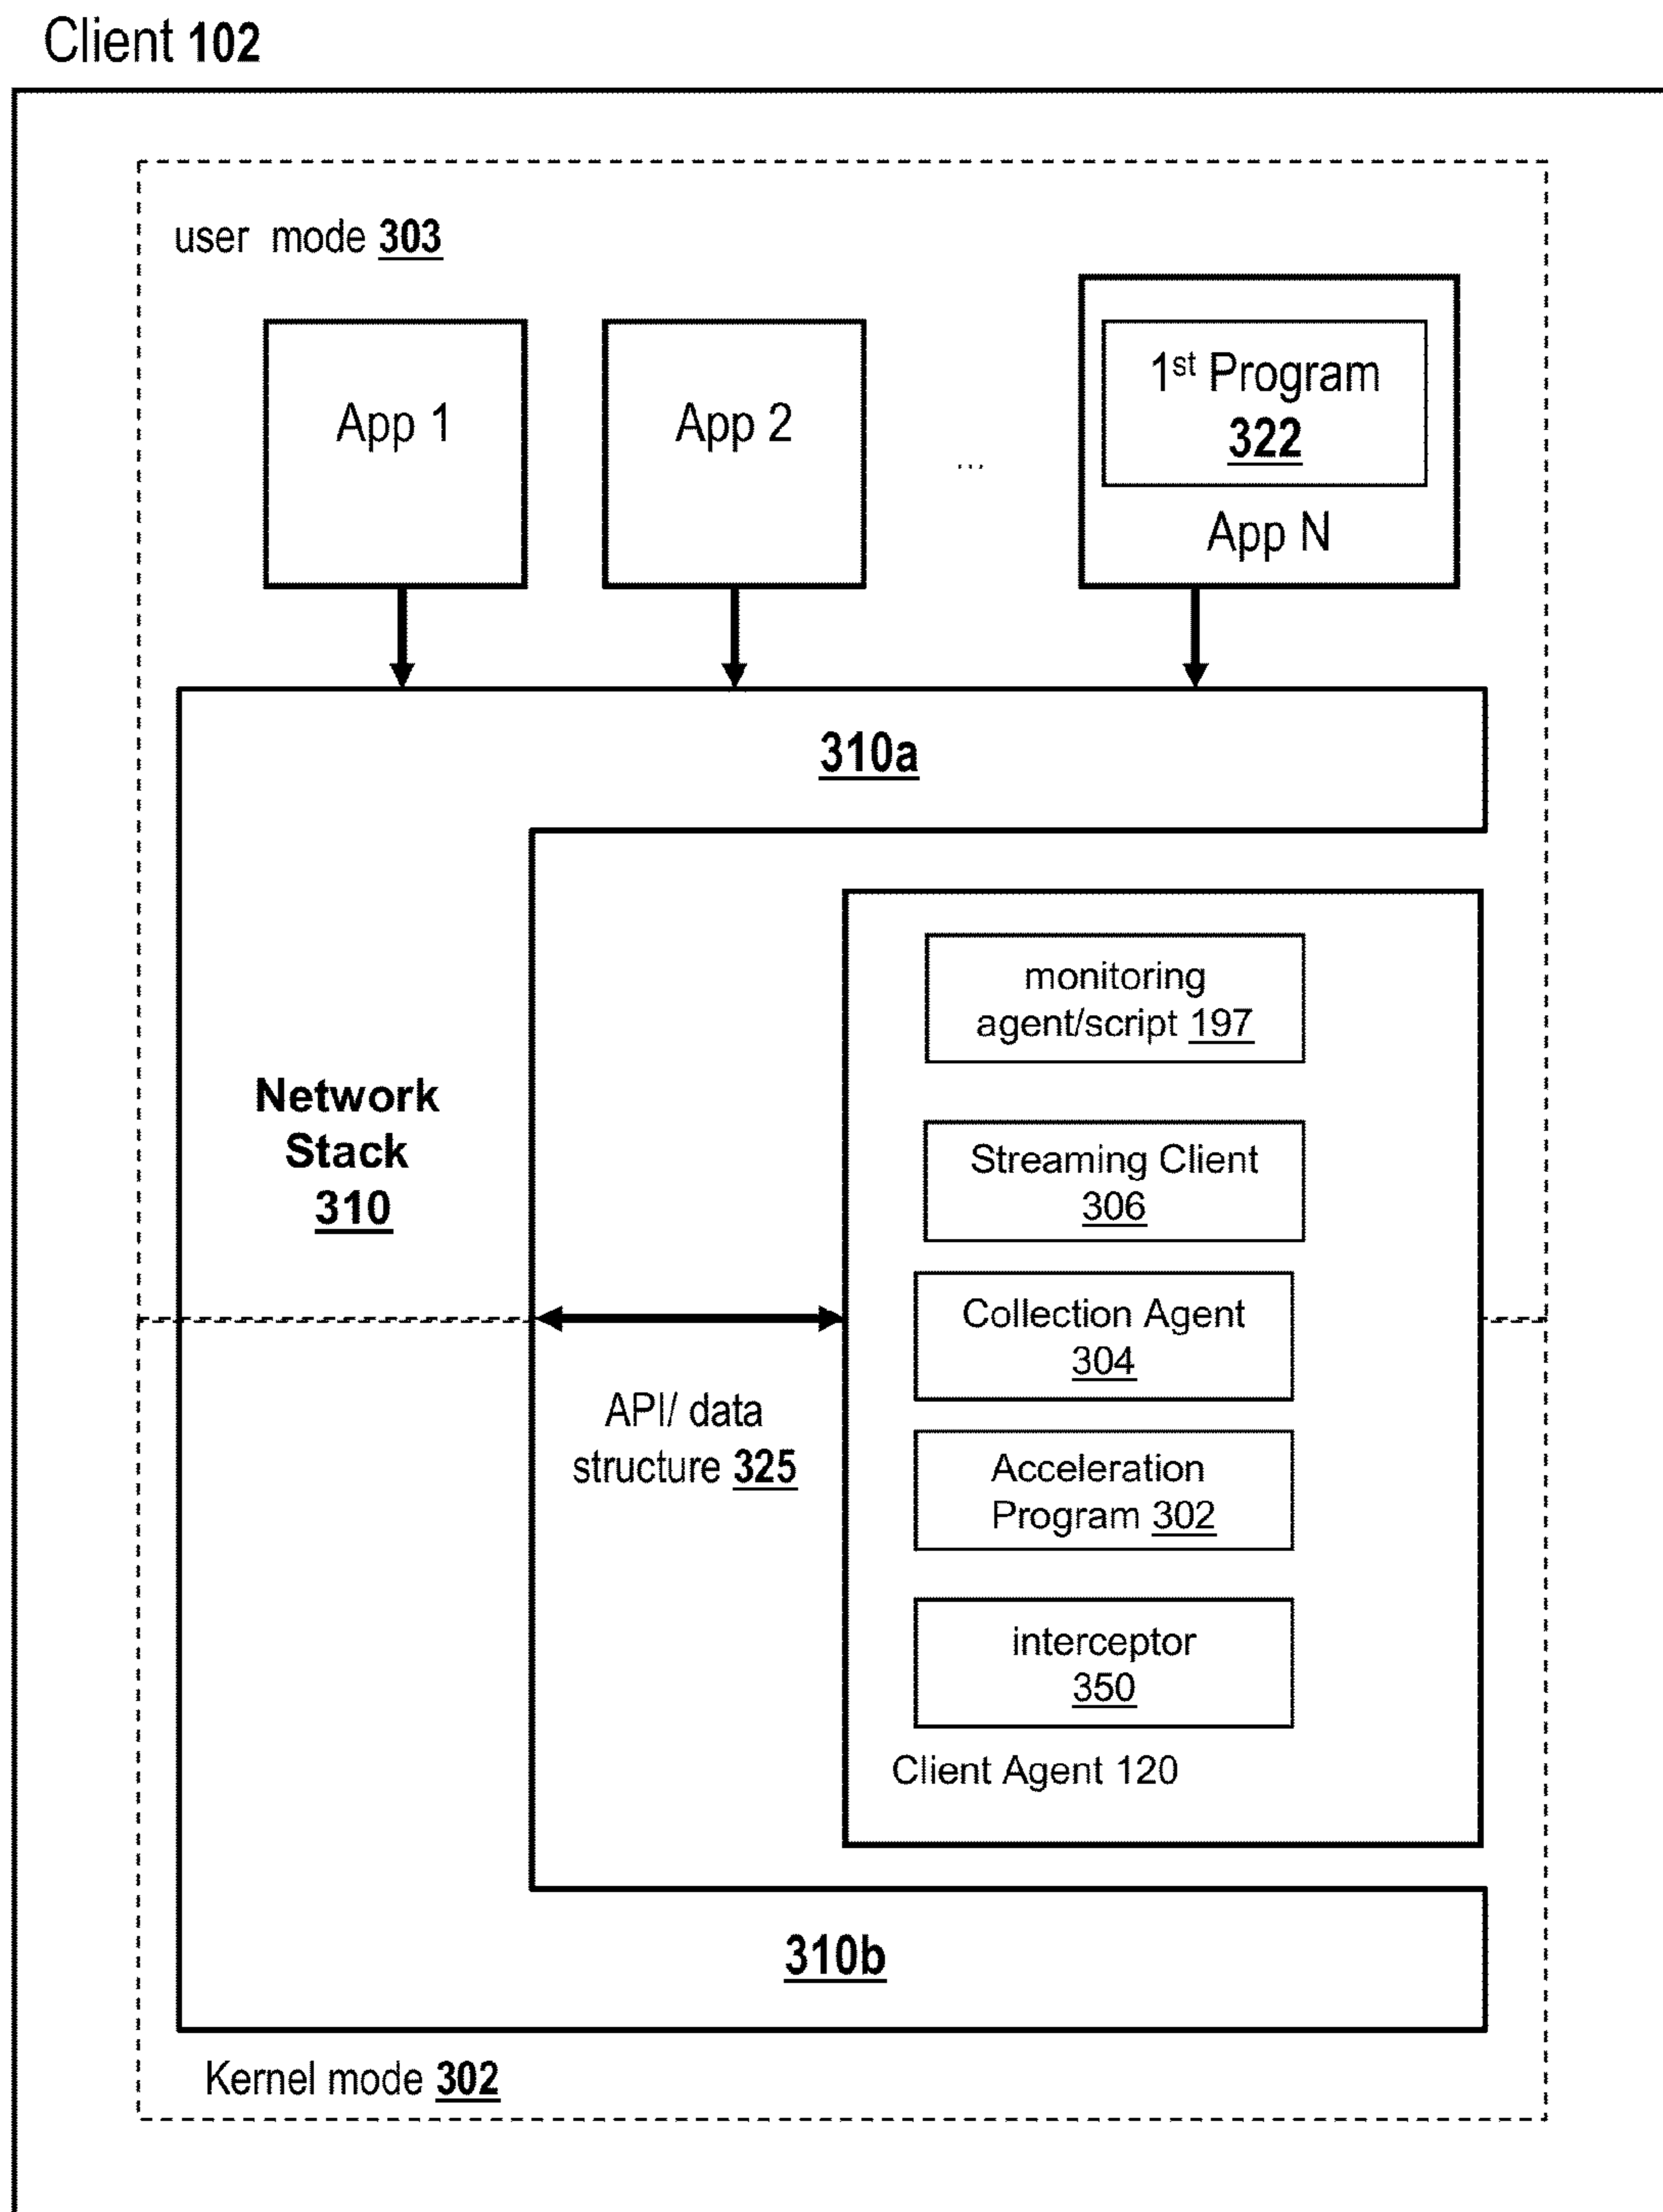 Client 102
user mode 303
App 1
App 2
...
1st Program
322
App N
310a
Network
Stack
310
monitoring
agent/script 197
Streaming Client
306
Collection Agent
304
API/ data
structure 325
Acceleration
Program 302
interceptor
350
Client Agent 120
310b
Kernel mode 302